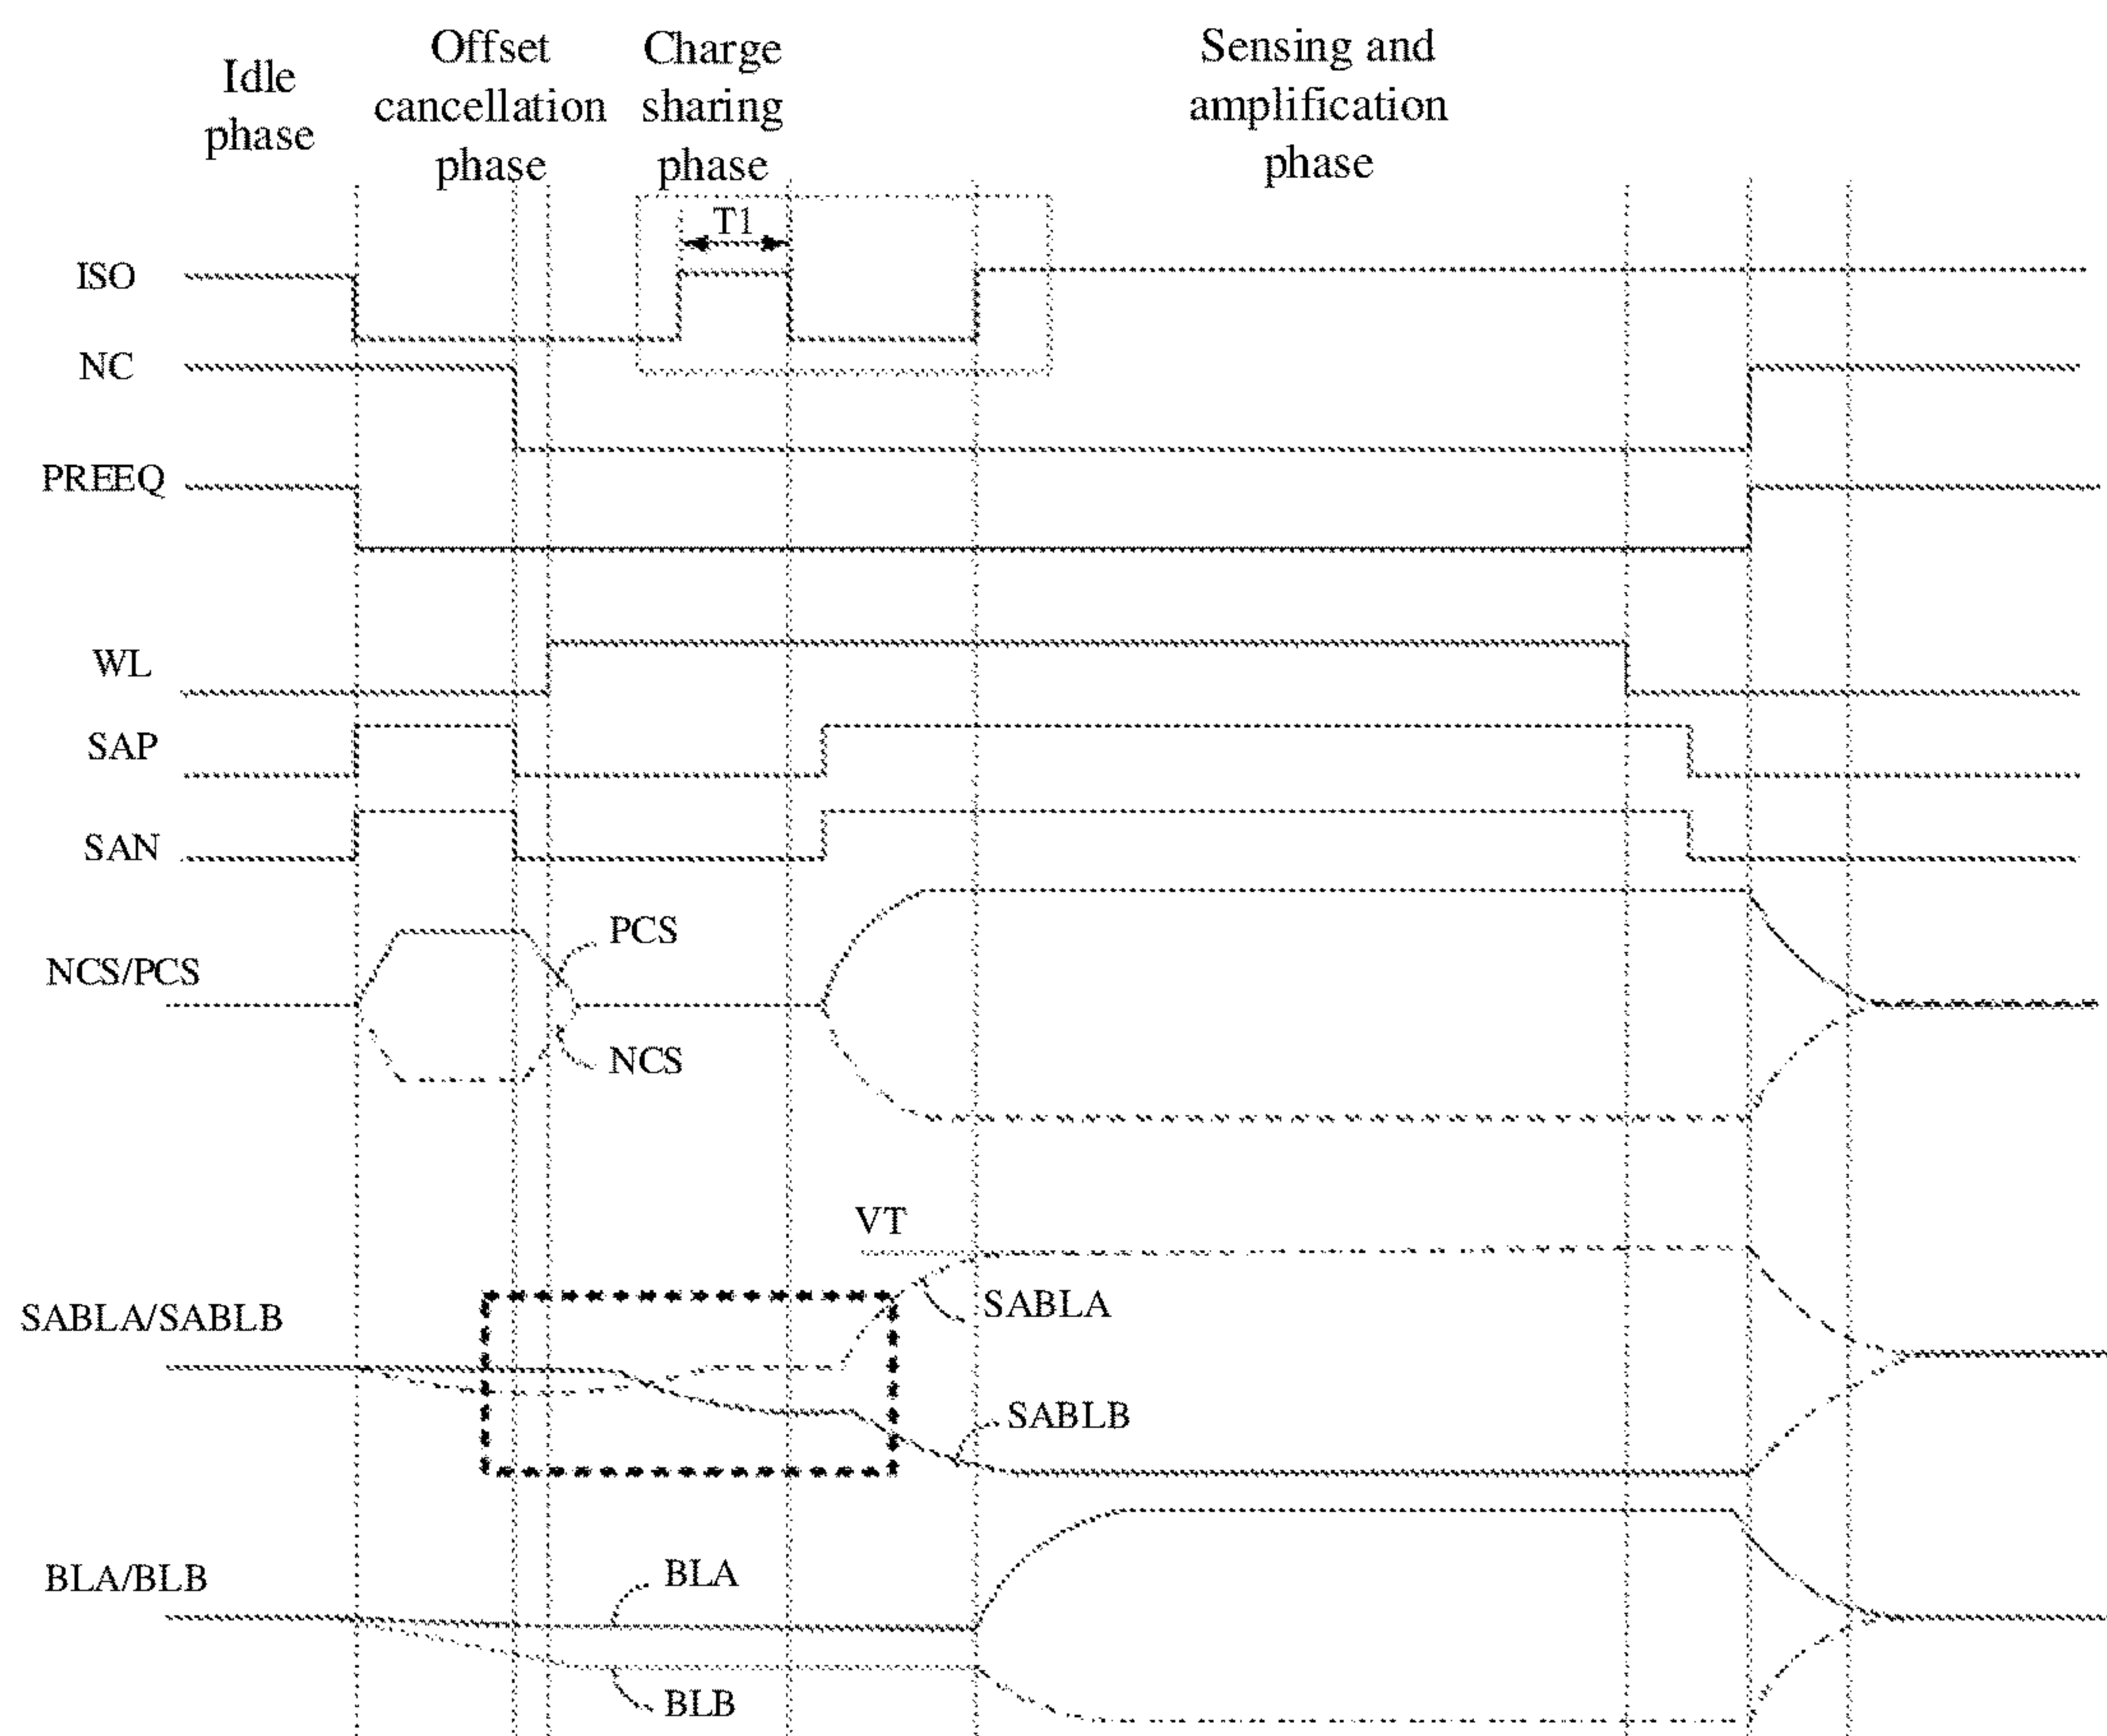 Idle
phase
Offset
cancellation
phase
Charge
sharing
phase
Sensing and
amplification
phase
T1
ISO
NC
PREEQ
WL
SAP
SAN
PCS
NCS/PCS
NCS
VT
SABLA
SABLA/SABLB
SABLB
BLA
BLA/BLB
BLB